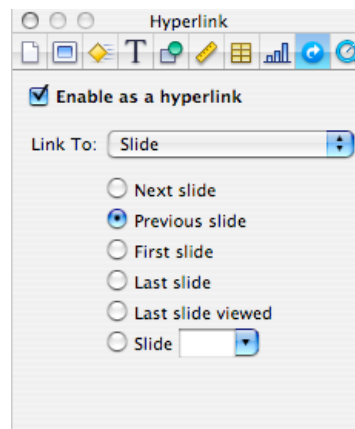 Hyperlink
T
Enable as a hyperlink
Link To: Slide
Next slide
Previous slide
First slide
Last slide
Last slide viewed
Slide